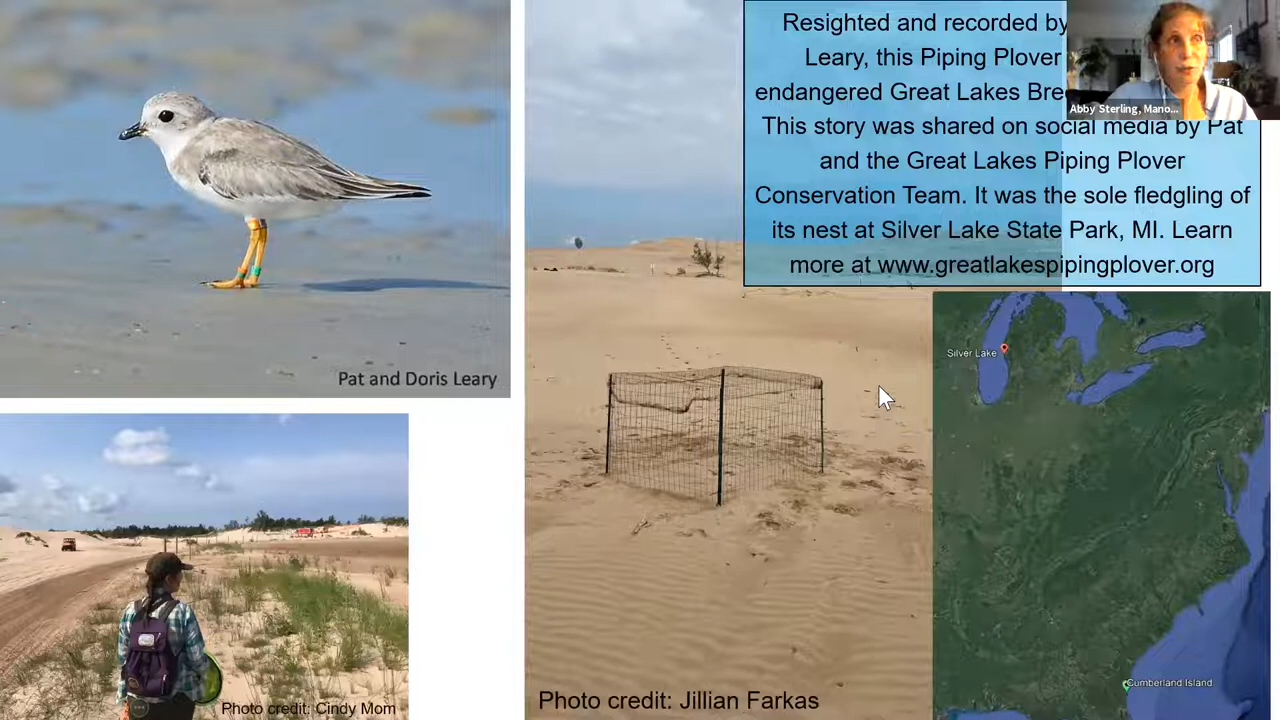 Resighted and recorded by
Leary, this Piping Plover
endangered Great Lakes
This story was shared on social media by Pat
and the Great Lakes Piping Plover
Conservation Team. It was the sole fledgling of
its nest at Silver Lake State Park, MI. Learn
more at www.greatlakespipingplover.org
Abby Sterling, Mano...
Pat and Doris Leary
Silver Lake
Cumberland Island
Photo credit: Cindy Mom
Photo credit: Jillian Farkas